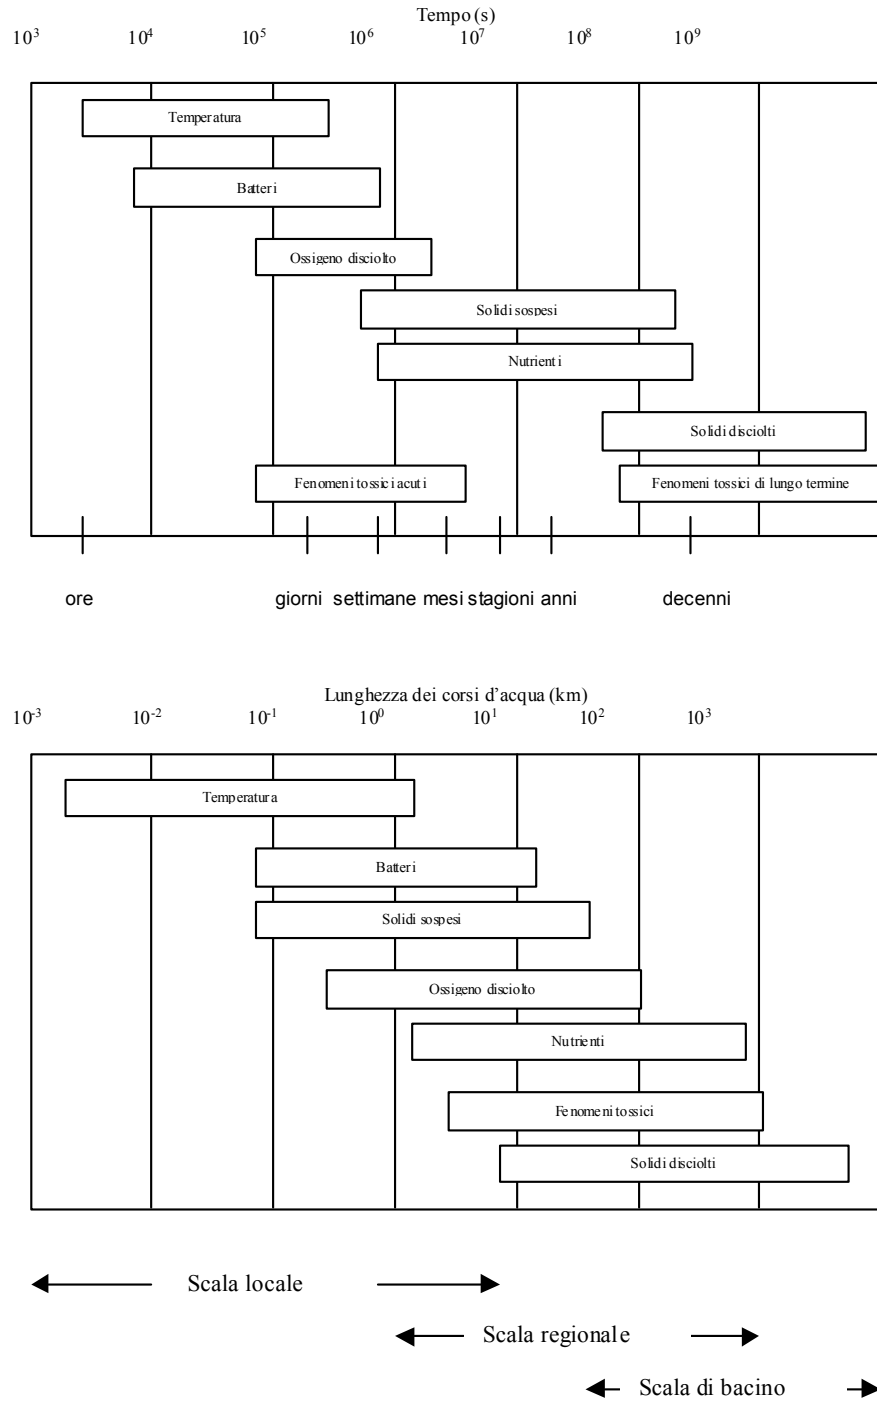 Tempo (s)
10³ 10⁴ 10⁵ 10⁶ 10⁷ 10⁸ 10⁹
Temperatura
Batteri
Ossigeno disciolto
Solidi sospesi
Nutrienti
Solidi disciolti
Fenomeni tossici acuti Fenomeni tossici di lungo termine
ore giorni settimane mesi stagioni anni decenni
Lunghezza dei corsi d’acqua (km)
10⁻³ 10⁻² 10⁻¹ 10⁰ 10¹ 10² 10³
Temperatura
Batteri
Solidi sospesi
Ossigeno disciolto
Nutrienti
Fenomeni tossici
Solidi disciolti
Scala locale
Scala regionale
Scala di bacino